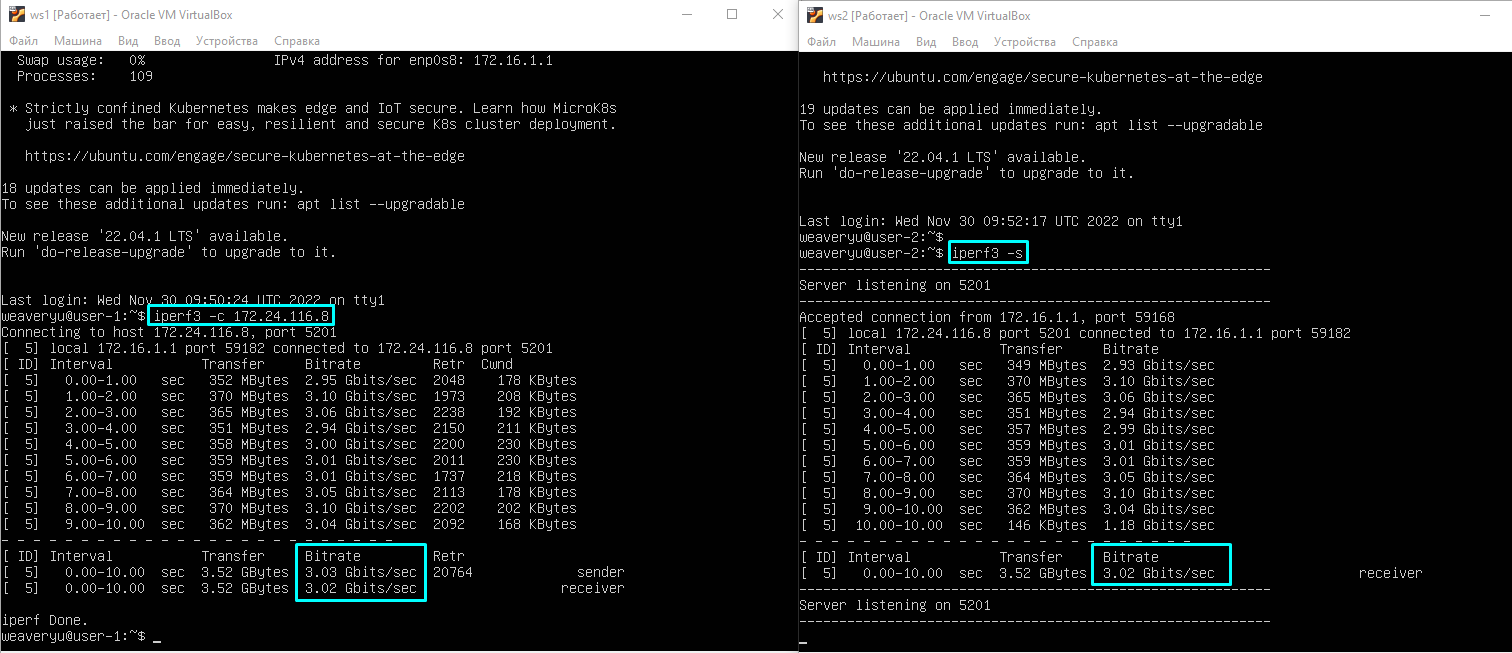 ws1 [Работает] - Oracle VM VirtualBox
Файл Машина Вид Ввод Устройства Справка
Swap usage: 0% IPv4 address for enp0s8: 172.16.1.1
Processes: 109
* Strictly confined Kubernetes makes edge and IoT secure. Learn how MicroK8s
just raised the bar for easy, resilient and secure K8s cluster deployment.
https://ubuntu.com/engage/secure-kubernetes-at-the-edge
18 updates can be applied immediately.
To see these additional updates run: apt list --upgradable
New release '22.04.1 LTS' available.
Run 'do-release-upgrade' to upgrade to it.
Last login: Wed Nov 30 09:50:24 UTC 2022 on tty1
weaveryu@user-1:~$ iperf3 -c 172.24.116.8
Connecting to host 172.24.116.8, port 5201
[  5] local 172.16.1.1 port 59182 connected to 172.24.116.8 port 5201
[ ID] Interval Transfer Bitrate Retr Cwnd
[  5] 0.00-1.00 sec 352 MBytes 2.95 Gbits/sec 2048 178 KBytes
[  5] 1.00-2.00 sec 370 MBytes 3.10 Gbits/sec 1973 208 KBytes
[  5] 2.00-3.00 sec 365 MBytes 3.06 Gbits/sec 2238 192 KBytes
[  5] 3.00-4.00 sec 351 MBytes 2.94 Gbits/sec 2150 211 KBytes
[  5] 4.00-5.00 sec 358 MBytes 3.00 Gbits/sec 2200 230 KBytes
[  5] 5.00-6.00 sec 359 MBytes 3.01 Gbits/sec 2011 230 KBytes
[  5] 6.00-7.00 sec 359 MBytes 3.01 Gbits/sec 1737 218 KBytes
[  5] 7.00-8.00 sec 364 MBytes 3.05 Gbits/sec 2113 178 KBytes
[  5] 8.00-9.00 sec 370 MBytes 3.10 Gbits/sec 2202 202 KBytes
[  5] 9.00-10.00 sec 362 MBytes 3.04 Gbits/sec 2092 168 KBytes
- - - - - - - - - - - - - - - - - - - - - - - - -
[ ID] Interval Transfer Bitrate Retr
[  5] 0.00-10.00 sec 3.52 GBytes 3.03 Gbits/sec 20764 sender
[  5] 0.00-10.00 sec 3.52 GBytes 3.02 Gbits/sec receiver
iperf Done.
weaveryu@user-1:~$ _
ws2 [Работает] - Oracle VM VirtualBox
Файл Машина Вид Ввод Устройства Справка
https://ubuntu.com/engage/secure-kubernetes-at-the-edge
19 updates can be applied immediately.
To see these additional updates run: apt list --upgradable
New release '22.04.1 LTS' available.
Run 'do-release-upgrade' to upgrade to it.
Last login: Wed Nov 30 09:52:17 UTC 2022 on tty1
weaveryu@user-2:~$
weaveryu@user-2:~$ iperf3 -s
-----------------------------------------------------------
Server listening on 5201
-----------------------------------------------------------
Accepted connection from 172.16.1.1, port 59168
[  5] local 172.24.116.8 port 5201 connected to 172.16.1.1 port 59182
[ ID] Interval Transfer Bitrate
[  5] 0.00-1.00 sec 349 MBytes 2.93 Gbits/sec
[  5] 1.00-2.00 sec 370 MBytes 3.10 Gbits/sec
[  5] 2.00-3.00 sec 365 MBytes 3.06 Gbits/sec
[  5] 3.00-4.00 sec 351 MBytes 2.94 Gbits/sec
[  5] 4.00-5.00 sec 357 MBytes 2.99 Gbits/sec
[  5] 5.00-6.00 sec 359 MBytes 3.01 Gbits/sec
[  5] 6.00-7.00 sec 359 MBytes 3.01 Gbits/sec
[  5] 7.00-8.00 sec 364 MBytes 3.05 Gbits/sec
[  5] 8.00-9.00 sec 370 MBytes 3.10 Gbits/sec
[  5] 9.00-10.00 sec 362 MBytes 3.04 Gbits/sec
[  5] 10.00-10.00 sec 146 KBytes 1.18 Gbits/sec
- - - - - - - - - - - - - - - - - - - - - - - - -
[ ID] Interval Transfer Bitrate
[  5] 0.00-10.00 sec 3.52 GBytes 3.02 Gbits/sec receiver
-----------------------------------------------------------
Server listening on 5201
-----------------------------------------------------------
_